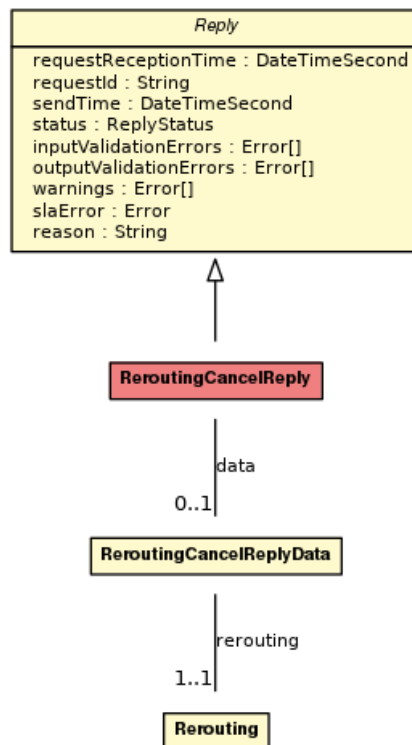 Reply
requestReceptionTime : DateTimeSecond
requestId : String
sendTime : DateTimeSecond
status : ReplyStatus
inputValidationErrors : Error[]
outputValidationErrors : Error[]
warnings : Error[]
slaError : Error
reason : String
ReroutingCancelReply
data
0..1
ReroutingCancelReplyData
rerouting
1..1
Rerouting